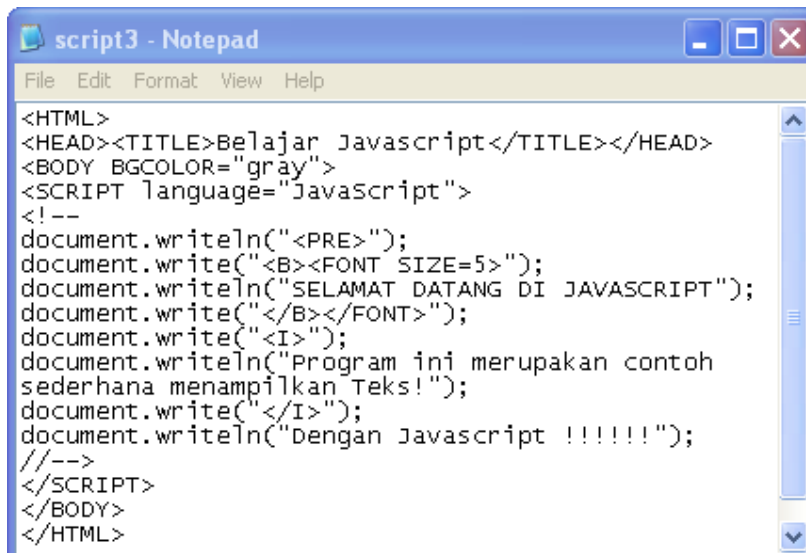 script3 - Notepad
File Edit Format View Help
<HTML>
<HEAD><TITLE>Belajar Javascript</TITLE></HEAD>
<BODY BGCOLOR="gray">
<SCRIPT language="JavaScript">
<!--
document.writeln("<PRE>");
document.write("<B><FONT SIZE=5>");
document.writeln("SELAMAT DATANG DI JAVASCRIPT");
document.write("</B></FONT>");
document.write("<I>");
document.writeln("Program ini merupakan contoh
sederhana menampilkan Teks!");
document.write("</I>");
document.writeln("Dengan Javascript !!!!!!");
//-->
</SCRIPT>
</BODY>
</HTML>